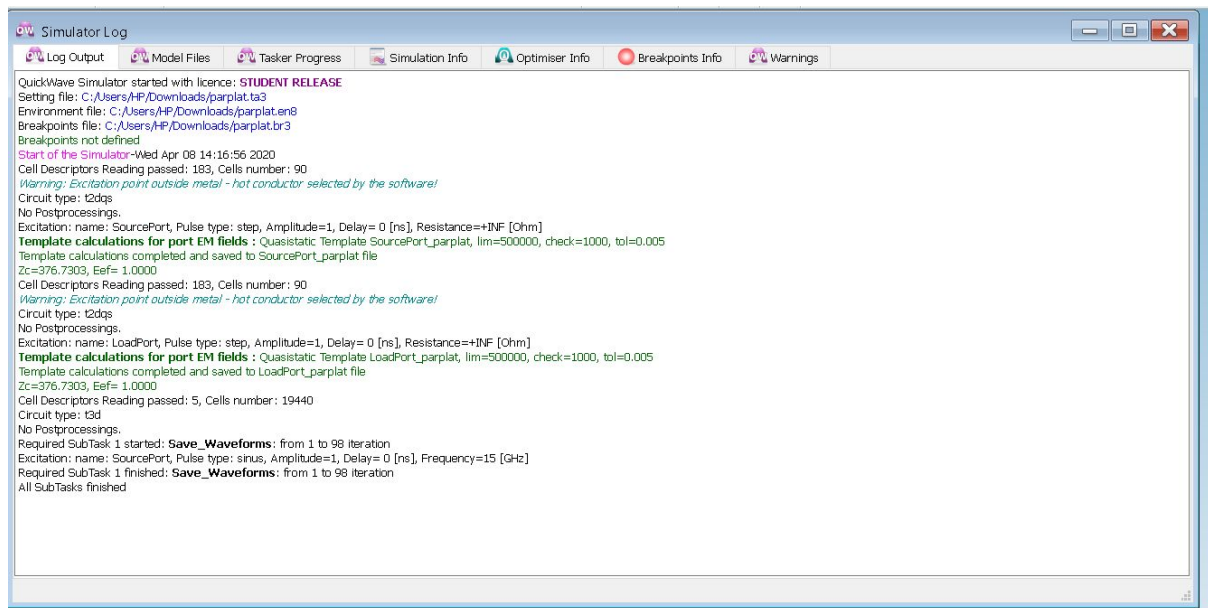 Simulator Log
Log Output Model Files Tasker Progress Simulation Info Optimiser Info Breakpoints Info Warnings
QuickWave Simulator started with licence: STUDENT RELEASE
Setting file: C:/Users/HP/Downloads/parplat.ta3
Environment file: C:/Users/HP/Downloads/parplat.en8
Breakpoints file: C:/Users/HP/Downloads/parplat.br3
Breakpoints not defined
Start of the Simulator-Wed Apr 08 14:16:56 2020
Cell Descriptors Reading passed: 183, Cells number: 90
Warning: Excitation point outside metal - hot conductor selected by the software!
Circuit type: t2dqs
No Postprocessings.
Excitation: name: SourcePort, Pulse type: step, Amplitude=1, Delay= 0 [ns], Resistance=+INF [Ohm]
Template calculations for port EM fields : Quasistatic Template SourcePort_parplat, lim=500000, check=1000, tol=0.005
Template calculations completed and saved to SourcePort_parplat file
Zc=376.7303, Eef= 1.0000
Cell Descriptors Reading passed: 183, Cells number: 90
Warning: Excitation point outside metal - hot conductor selected by the software!
Circuit type: t2dqs
No Postprocessings.
Excitation: name: LoadPort, Pulse type: step, Amplitude=1, Delay= 0 [ns], Resistance=+INF [Ohm]
Template calculations for port EM fields : Quasistatic Template LoadPort_parplat, lim=500000, check=1000, tol=0.005
Template calculations completed and saved to LoadPort_parplat file
Zc=376.7303, Eef= 1.0000
Cell Descriptors Reading passed: 5, Cells number: 19440
Circuit type: t3d
No Postprocessings.
Required SubTask 1 started: Save_Waveforms: from 1 to 98 iteration
Excitation: name: SourcePort, Pulse type: sinus, Amplitude=1, Delay= 0 [ns], Frequency=15 [GHz]
Required SubTask 1 finished: Save_Waveforms: from 1 to 98 iteration
All SubTasks finished